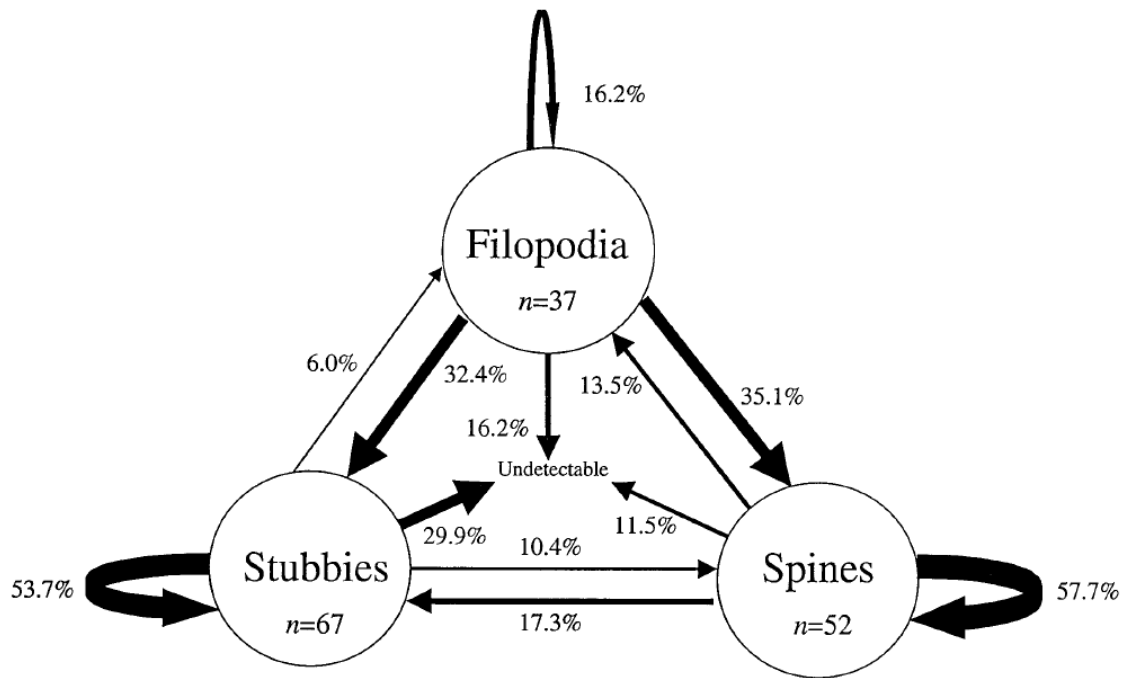 16.2%
Filopodia
n=37
6.0%
32.4%
13.5%
35.1%
16.2%
Undetectable
29.9%
11.5%
10.4%
Stubbies
Spines
53.7%
57.7%
n=67
17.3%
n=52